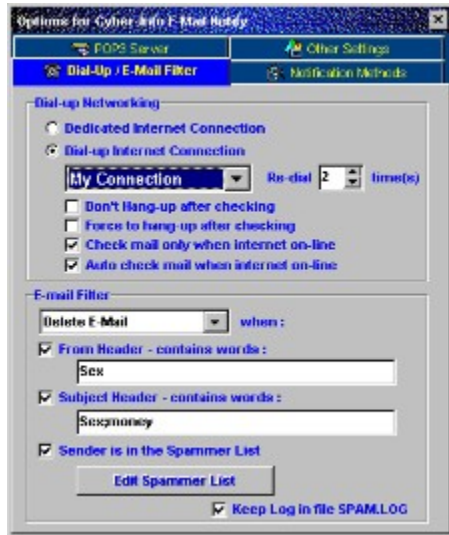 Options for Cyber-Info E-Mail Notify
POP3 Server
Other Settings
Dial-Up / E-Mail Filter
Notification Methods
Dial-up Networking
Dedicated Internet Connection
Dial-up Internet Connection
My Connection
Re-dial 2 time(s)
Don't Hang-up after checking
Force to hang-up after checking
Check mail only when internet on-line
Auto check mail when internet on-line
E-mail Filter
Delete E-Mail when :
From Header - contains words :
Sex
Subject Header - contains words :
Sex;money
Sender is in the Spammer List
Edit Spammer List
Keep Log in file SPAM.LOG